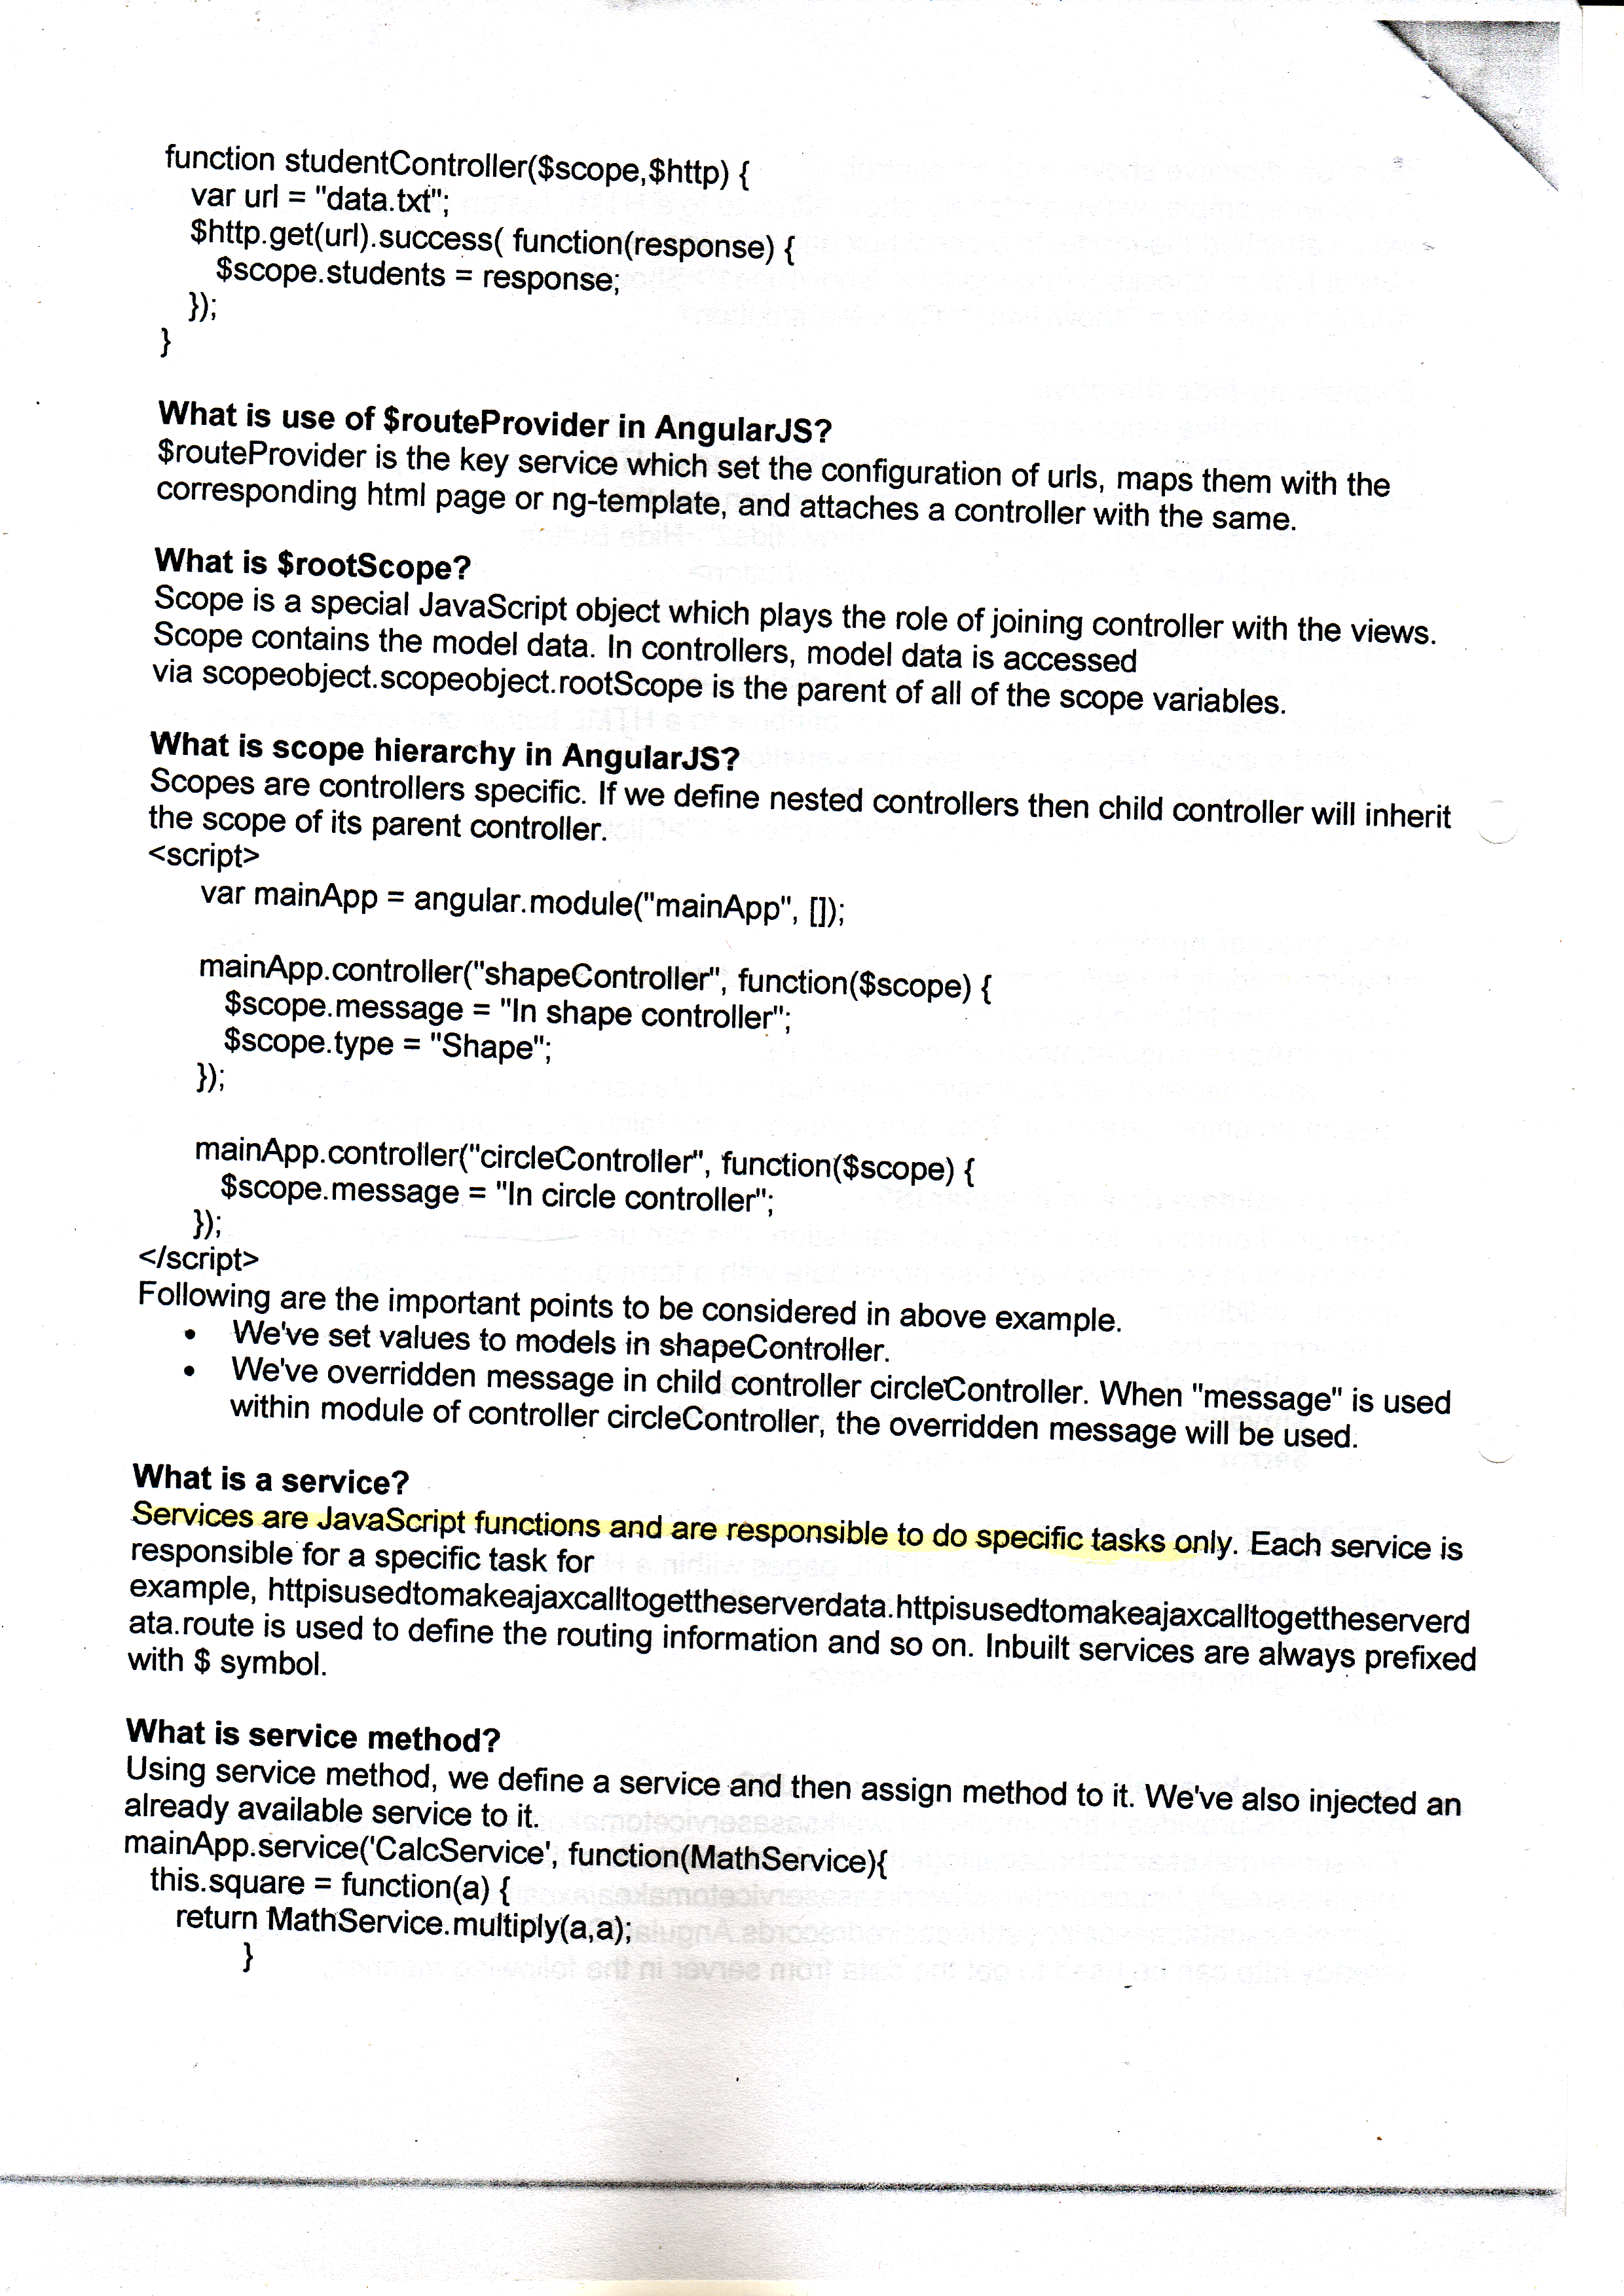 function studentController($scope,$http) {
var url = "data.txt";
$http.get(url).success( function(response) {
$scope.students = response;
});
}
What is use of $routeProvider in AngularJS?
$routeProvider is the key service which set the configuration of urls, maps them with the
corresponding html page or ng-template, and attaches a controller with the same.
What is $rootScope?
Scope is a special JavaScript object which plays the role of joining controller with the views.
Scope contains the model data. In controllers, model data is accessed
via scopeobject.scopeobject.rootScope is the parent of all of the scope variables.
What is scope hierarchy in AngularJS?
Scopes are controllers specific. If we define nested controllers then child controller will inherit
the scope of its parent controller.
<script>
var mainApp = angular.module("mainApp", []);
mainApp.controller("shapeController", function($scope) {
$scope.message = "In shape controller";
$scope.type = "Shape";
});
mainApp.controller("circleController", function($scope) {
$scope.message = "In circle controller";
});
</script>
Following are the important points to be considered in above example.
• We've set values to models in shapeController.
• We've overridden message in child controller circleController. When "message" is used
within module of controller circleController, the overridden message will be used.
What is a service?
Services are JavaScript functions and are responsible to do specific tasks only. Each service is
responsible for a specific task for
example, httpisusedtomakeajaxcalltogettheserverdata.httpisusedtomakeajaxcalltogettheserverd
ata.route is used to define the routing information and so on. Inbuilt services are always prefixed
with $ symbol.
What is service method?
Using service method, we define a service and then assign method to it. We've also injected an
already available service to it.
mainApp.service('CalcService', function(MathService){
this.square = function(a) {
return MathService.multiply(a,a);
}